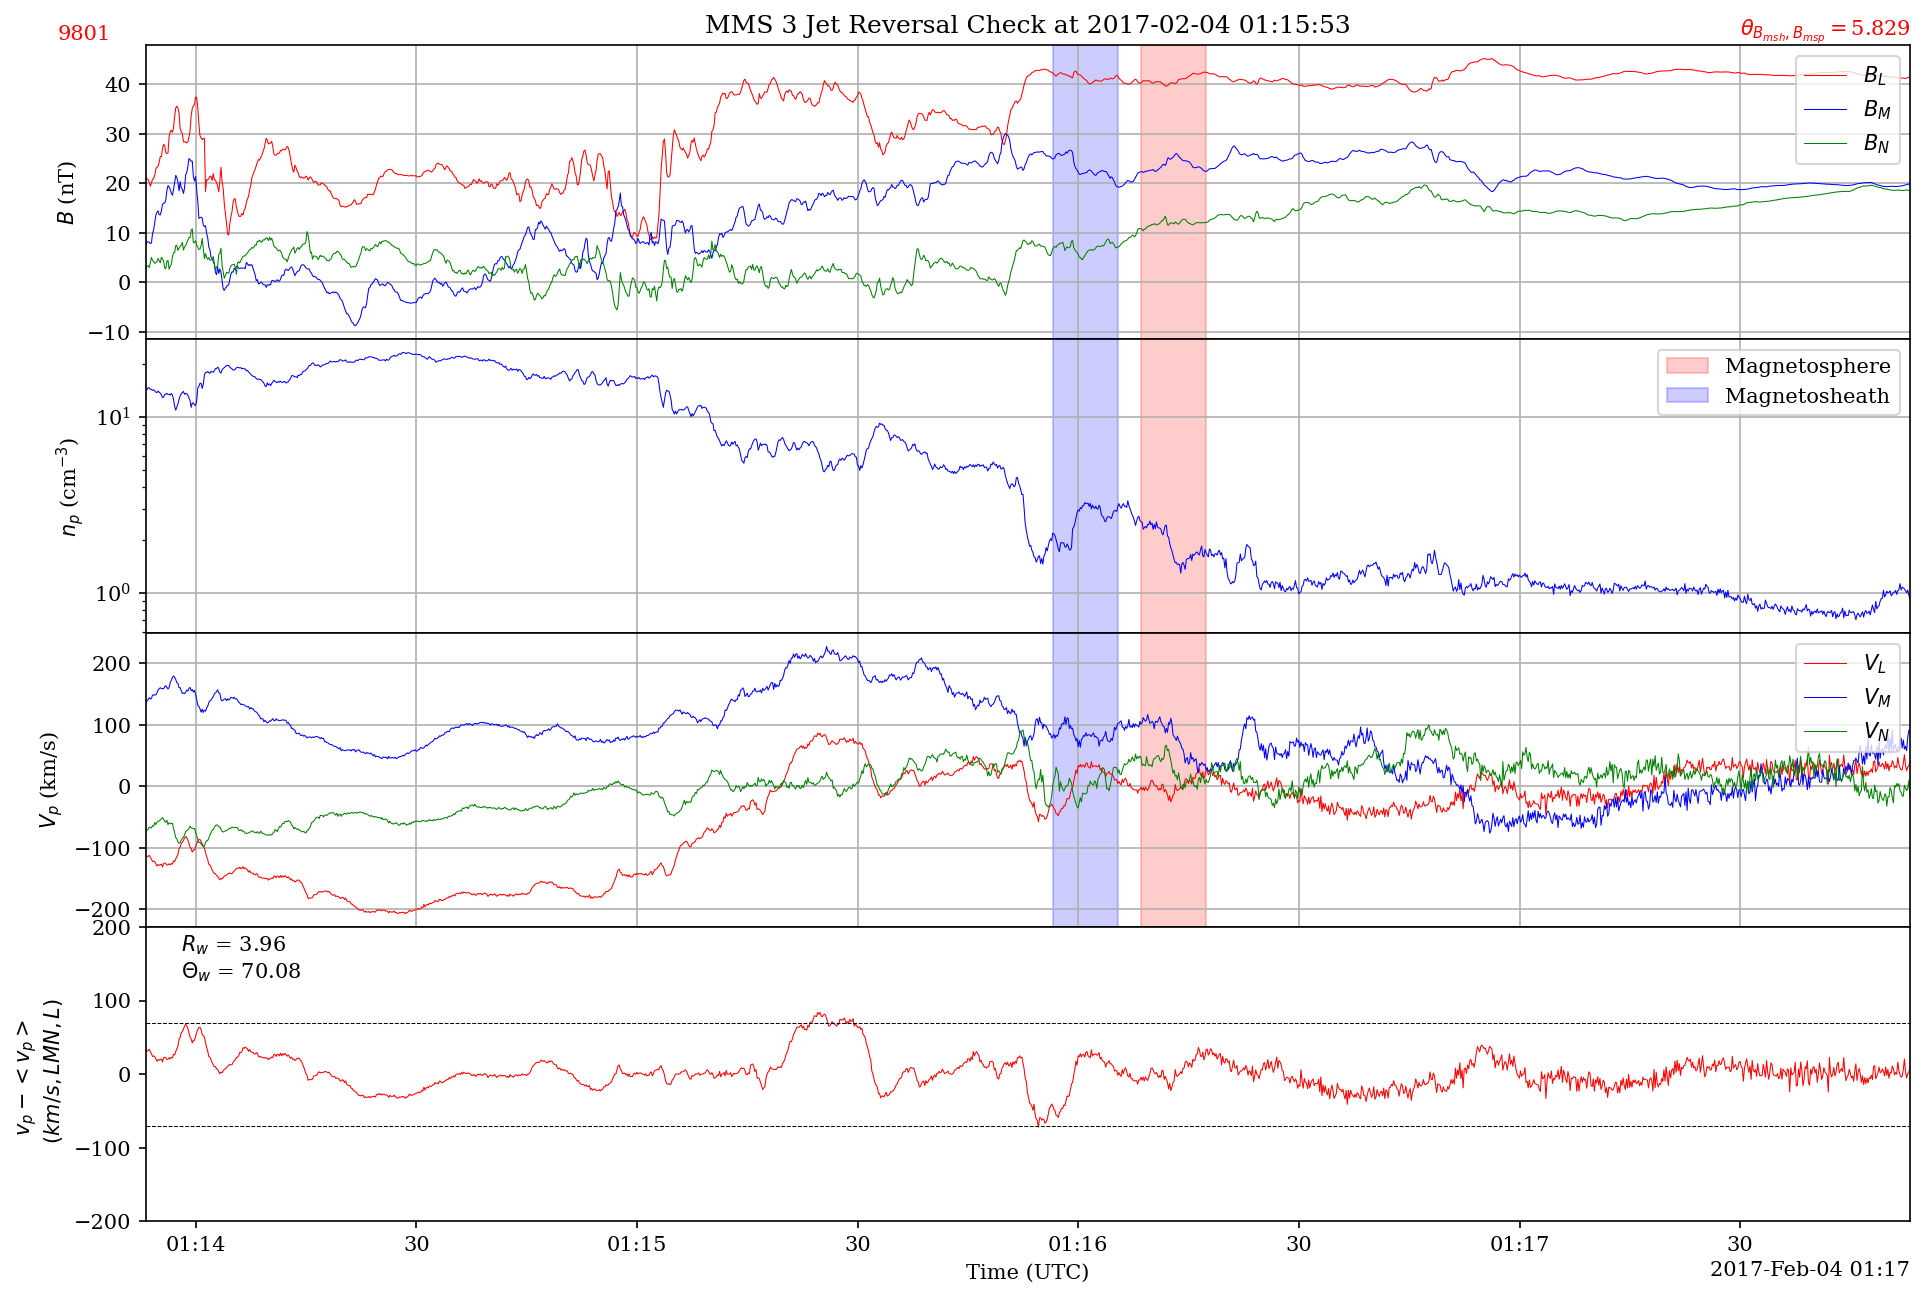 MMS 3 Jet Reversal Check at 2017-02-04 01:15:53
9801
θ_{B_{msh}, B_{msp}} = 5.829
40
30
20
10
0
−10
B (nT)
B_L
B_M
B_N
10^1
10^0
n_p (cm^{−3})
Magnetosphere
Magnetosheath
200
100
0
−100
−200
V_p (km/s)
V_L
V_M
V_N
200
100
0
−100
−200
v_p − < v_p >
(km/s, LMN, L)
R_w = 3.96
Θ_w = 70.08
01:14
30
01:15
30
01:16
30
01:17
30
Time (UTC)
2017-Feb-04 01:17